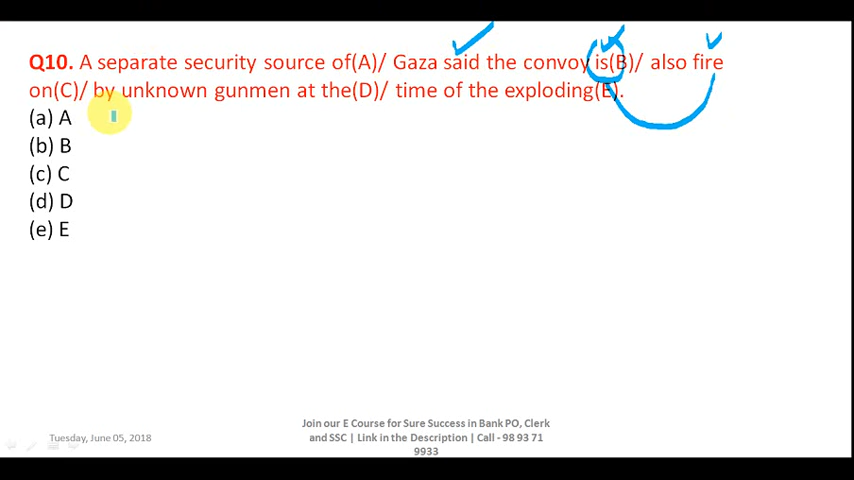 Q10. A separate security source of(A)/ Gaza said the convoy is(B)/ also fire
on(C)/ by unknown gunmen at the(D)/ time of the exploding(E).
(a) A
(b) B
(c) C
(d) D
(e) E
Join our E Course for Sure Success in Bank PO, Clerk
Tuesday, June 05, 2018
and SSC | Link in the Description | Call - 98 93 71
9933